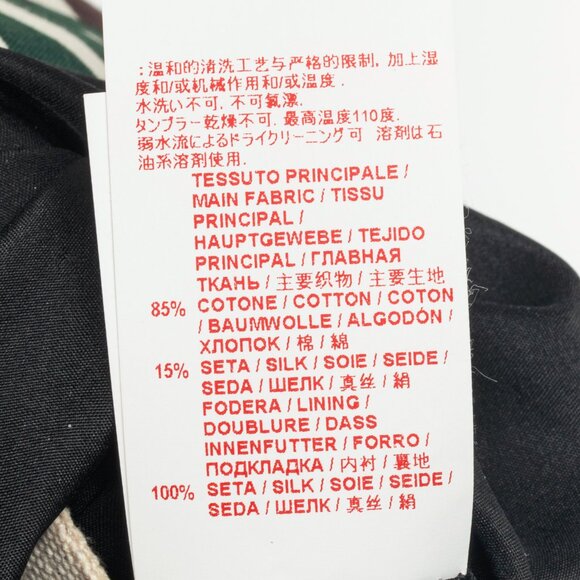 :温和的清洗工艺与严格的限制, 加上湿
度和/或机械作用和/或温度.
水洗い不可. 不可氯漂.
タンブラー乾燥不可. 最高温度110度.
弱水流によるドライクリーニング可 溶剤は石
油系溶剤使用.
TESSUTO PRINCIPALE /
MAIN FABRIC / TISSU
PRINCIPAL /
HAUPTGEWEBE / TEJIDO
PRINCIPAL / ГЛАВНАЯ
ТКАНЬ / 主要织物 / 主要生地
85% COTONE / COTTON / COTON
/ BAUMWOLLE / ALGODÓN /
ХЛОПОК / 棉 / 綿
15% SETA / SILK / SOIE / SEIDE /
SEDA / ШЕЛК / 真丝 / 絹
FODERA / LINING /
DOUBLURE / DASS
INNENFUTTER / FORRO /
ПОДКЛАДКА / 内衬 / 裏地
100% SETA / SILK / SOIE / SEIDE /
SEDA / ШЕЛК / 真丝 / 絹